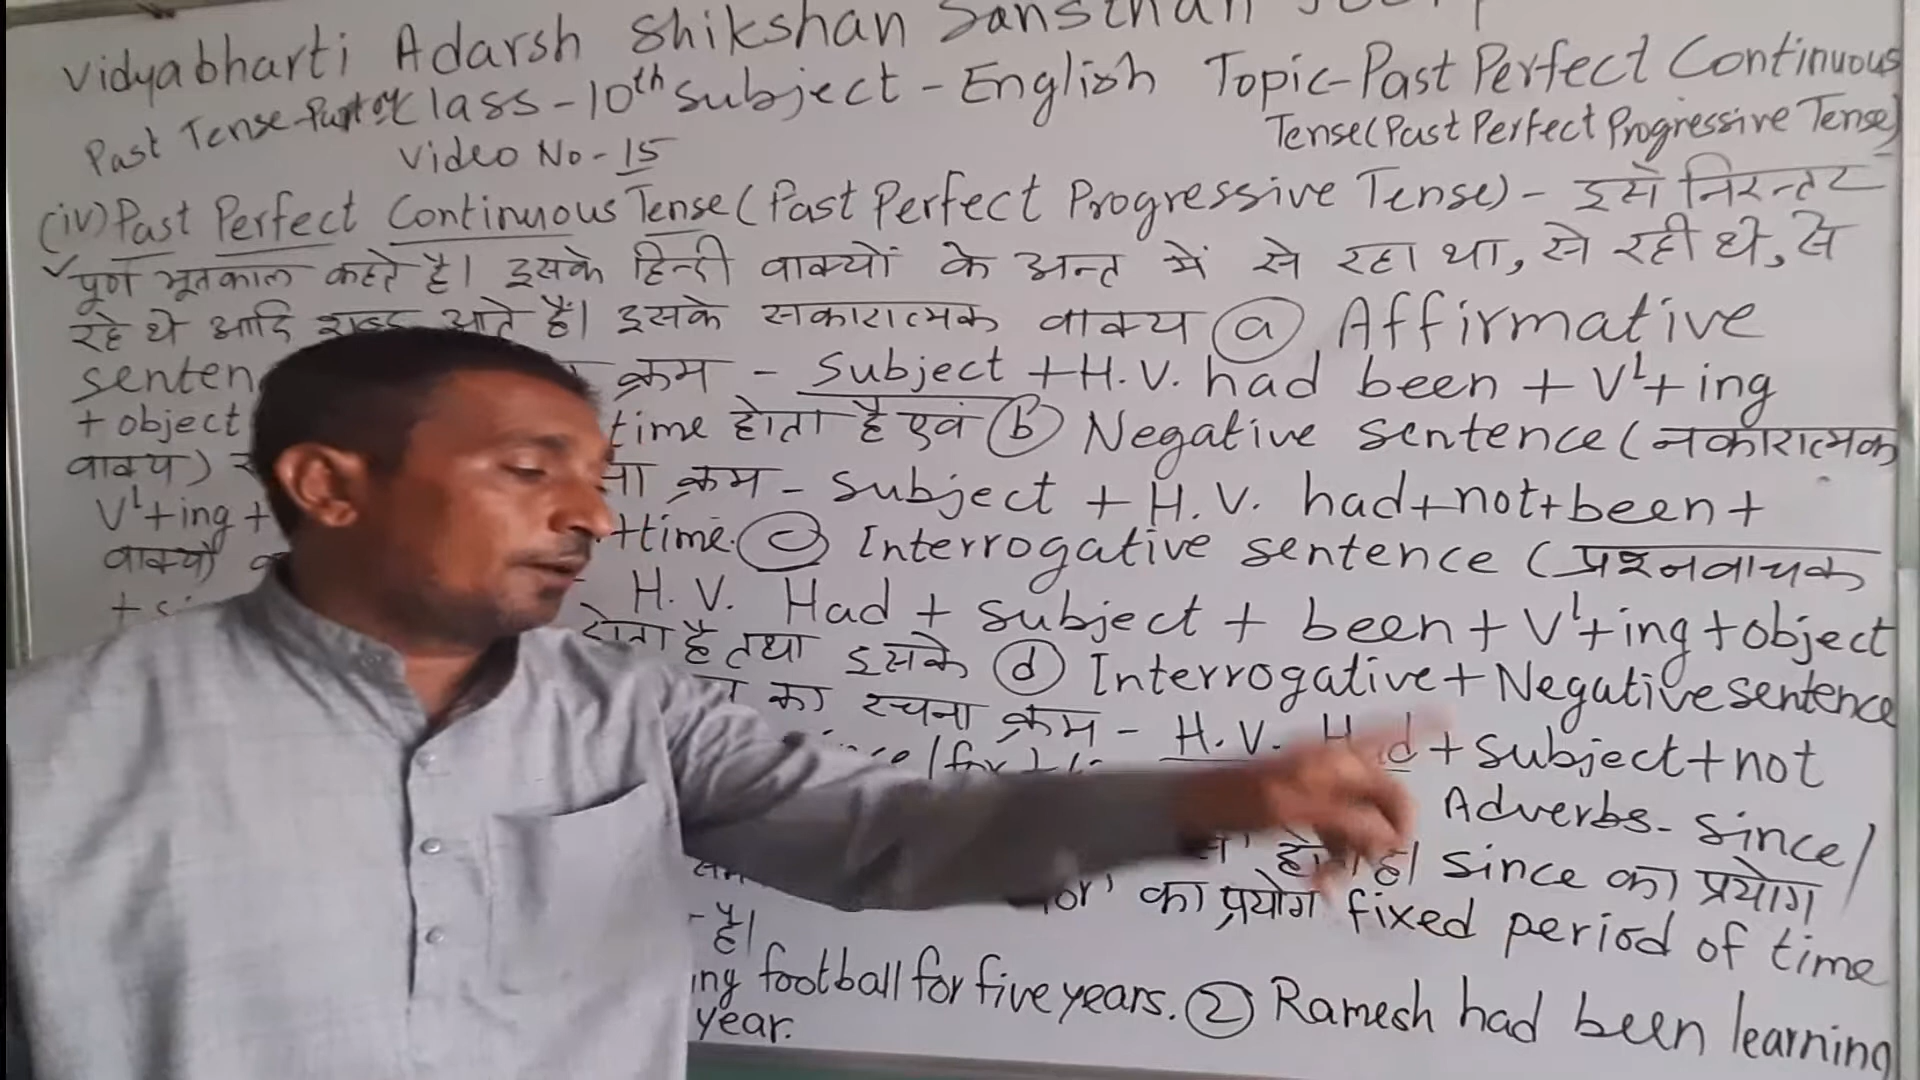 Vidyabharti Adarsh Shikshan Sansthan
Past Tense-Part of Class-10th Subject-English Topic-Past Perfect Continuous
Video No-15 Tense(Past Perfect Progressive Tense)
(iv) Past Perfect Continuous Tense(Past Perfect Progressive Tense)- इसे निरन्तर
पूर्ण भूतकाल कहते है। इसके हिन्दी वाक्यों के अन्त में से रहा था, से रही थे, से
रहे थे आदि शब्द आते हैं। इसके सकारात्मक वाक्य (a) Affirmative
क्रम - Subject +H.V. had been + V¹+ing
+ object time होता है एवं (b) Negative sentence (नकारात्मक
वाक्य) क्रम- Subject + H.V. had+not+been+
V¹+ing + +time. (c) Interrogative sentence (प्रश्नवाचक
वाक्यों H.V. Had + subject + been + V¹+ing +object
होता है तथा इसके (d) Interrogative+Negative sentence
का रचना क्रम- H.V. +subject+not
Adverbs- since/
since का प्रयोग
का प्रयोग fixed period of time
है।
football for five years. (2) Ramesh had been learning
year.